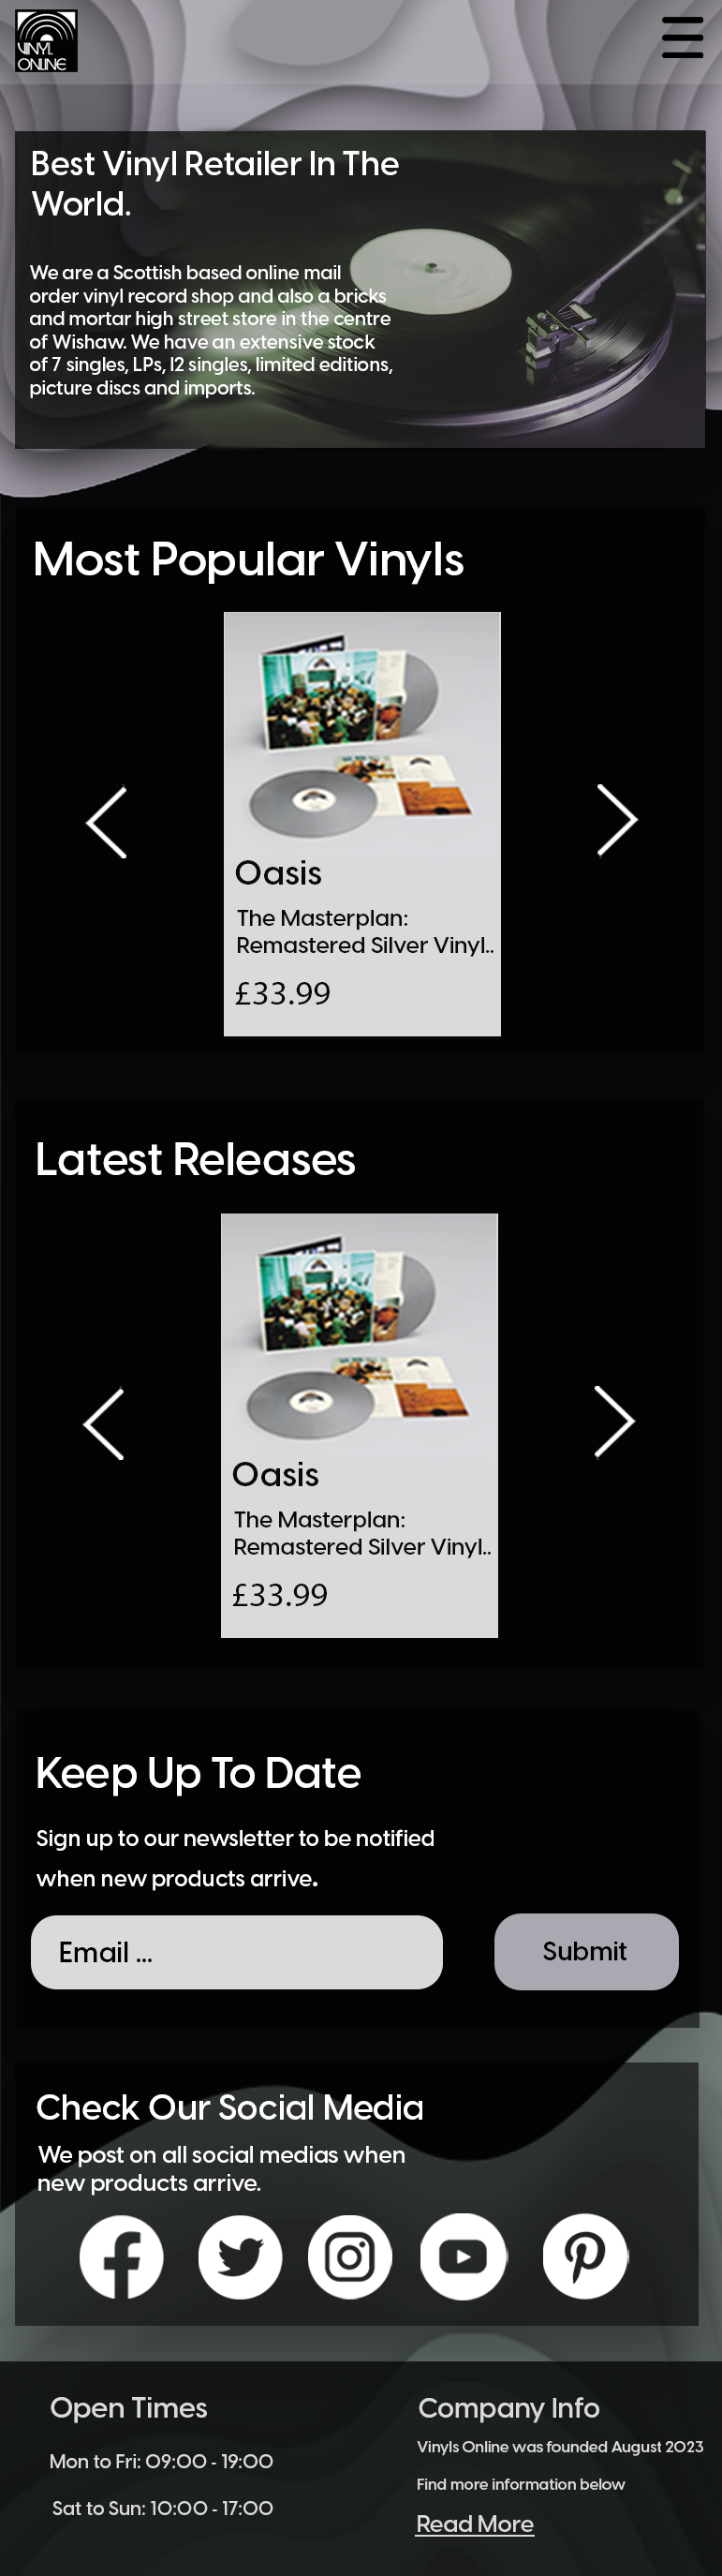 VINYL
ONLINE
Best Vinyl Retailer In The
World.
We are a Scottish based online mail
order vinyl record shop and also a bricks
and mortar high street store in the centre
of Wishaw. We have an extensive stock
of 7 singles, LPs, 12 singles, limited editions,
picture discs and imports.
Most Popular Vinyls
Oasis
The Masterplan:
Remastered Silver Vinyl..
£33.99
Latest Releases
Oasis
The Masterplan:
Remastered Silver Vinyl..
£33.99
Keep Up To Date
Sign up to our newsletter to be notified
when new products arrive.
Email ...
Submit
Check Our Social Media
We post on all social medias when
new products arrive.
Open Times
Mon to Fri: 09:00 - 19:00
Sat to Sun: 10:00 - 17:00
Company Info
Vinyls Online was founded August 2023
Find more information below
Read More